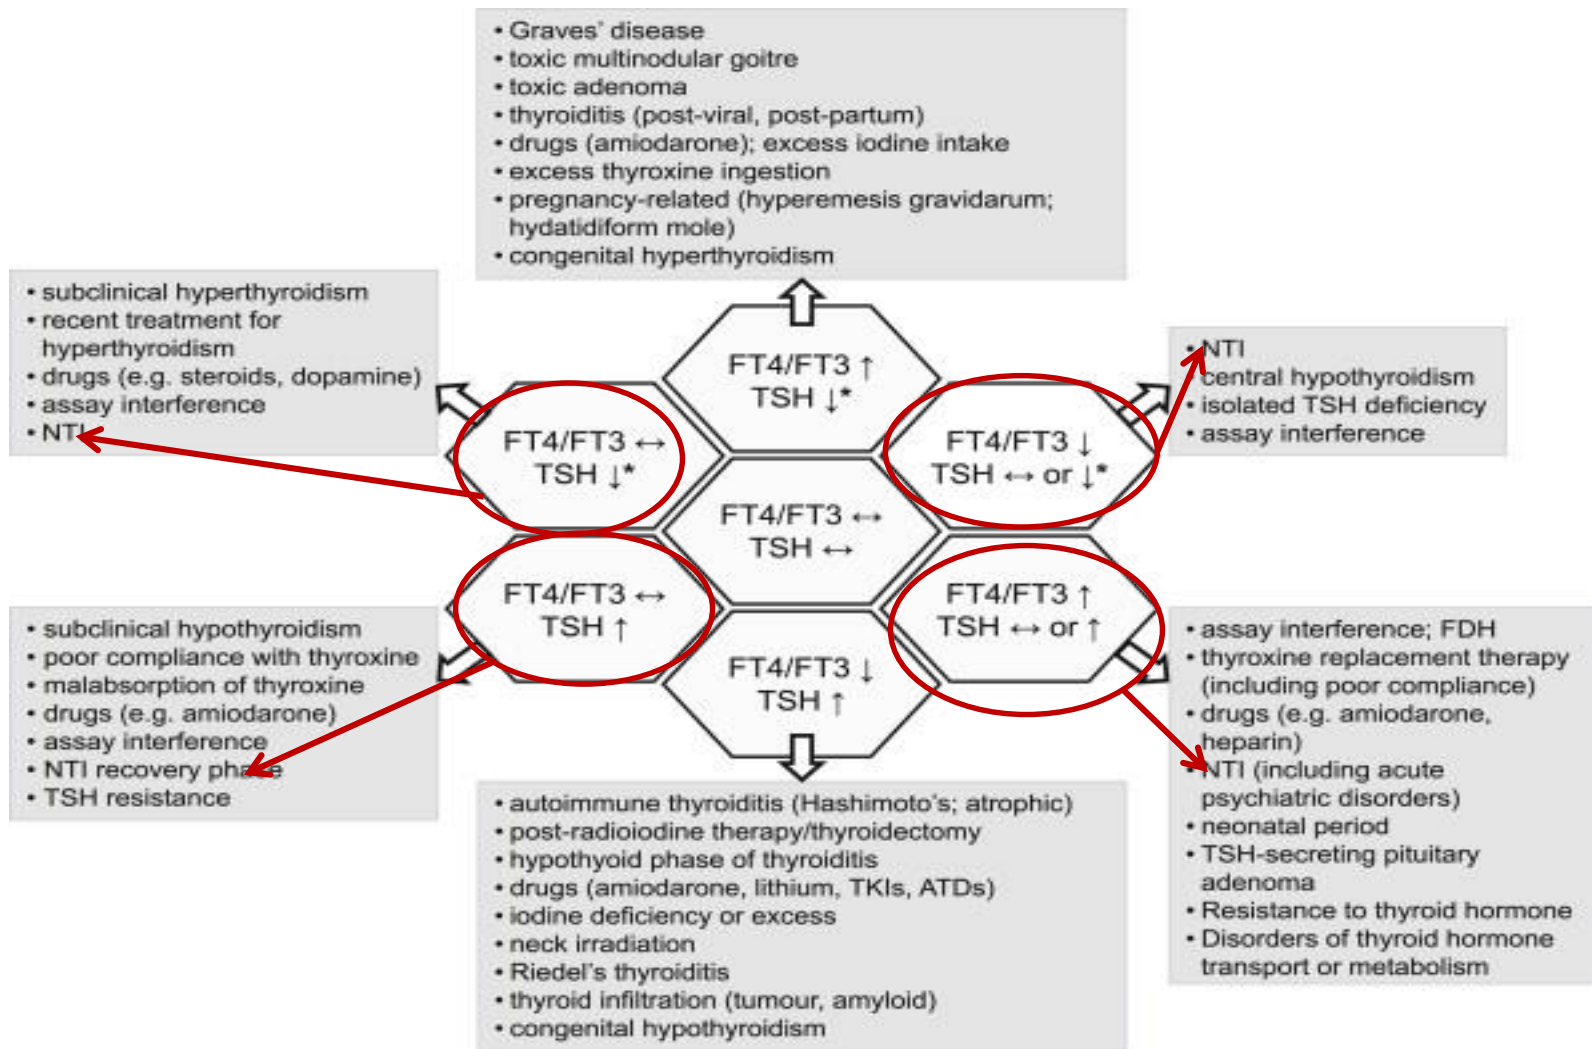 • Graves' disease
• toxic multinodular goitre
• toxic adenoma
• thyroiditis (post-viral, post-partum)
• drugs (amiodarone); excess iodine intake
• excess thyroxine ingestion
• pregnancy-related (hyperemesis gravidarum;
hydatidiform mole)
• congenital hyperthyroidism
• subclinical hyperthyroidism
• recent treatment for
hyperthyroidism
• drugs (e.g. steroids, dopamine)
• assay interference
• NTI
FT4/FT3 ↑
TSH ↓*
• NTI
• central hypothyroidism
• isolated TSH deficiency
• assay interference
FT4/FT3 ↔
TSH ↓*
FT4/FT3 ↓
TSH ↔ or ↓*
FT4/FT3 ↔
TSH ↔
FT4/FT3 ↔
TSH ↑
FT4/FT3 ↑
TSH ↔ or ↑
• subclinical hypothyroidism
• poor compliance with thyroxine
• malabsorption of thyroxine
• drugs (e.g. amiodarone)
• assay interference
• NTI recovery phase
• TSH resistance
FT4/FT3 ↓
TSH ↑
• assay interference; FDH
• thyroxine replacement therapy
(including poor compliance)
• drugs (e.g. amiodarone,
heparin)
• NTI (including acute
psychiatric disorders)
• neonatal period
• TSH-secreting pituitary
adenoma
• Resistance to thyroid hormone
• Disorders of thyroid hormone
transport or metabolism
• autoimmune thyroiditis (Hashimoto's; atrophic)
• post-radioiodine therapy/thyroidectomy
• hypothyoid phase of thyroiditis
• drugs (amiodarone, lithium, TKIs, ATDs)
• iodine deficiency or excess
• neck irradiation
• Riedel's thyroiditis
• thyroid infiltration (tumour, amyloid)
• congenital hypothyroidism